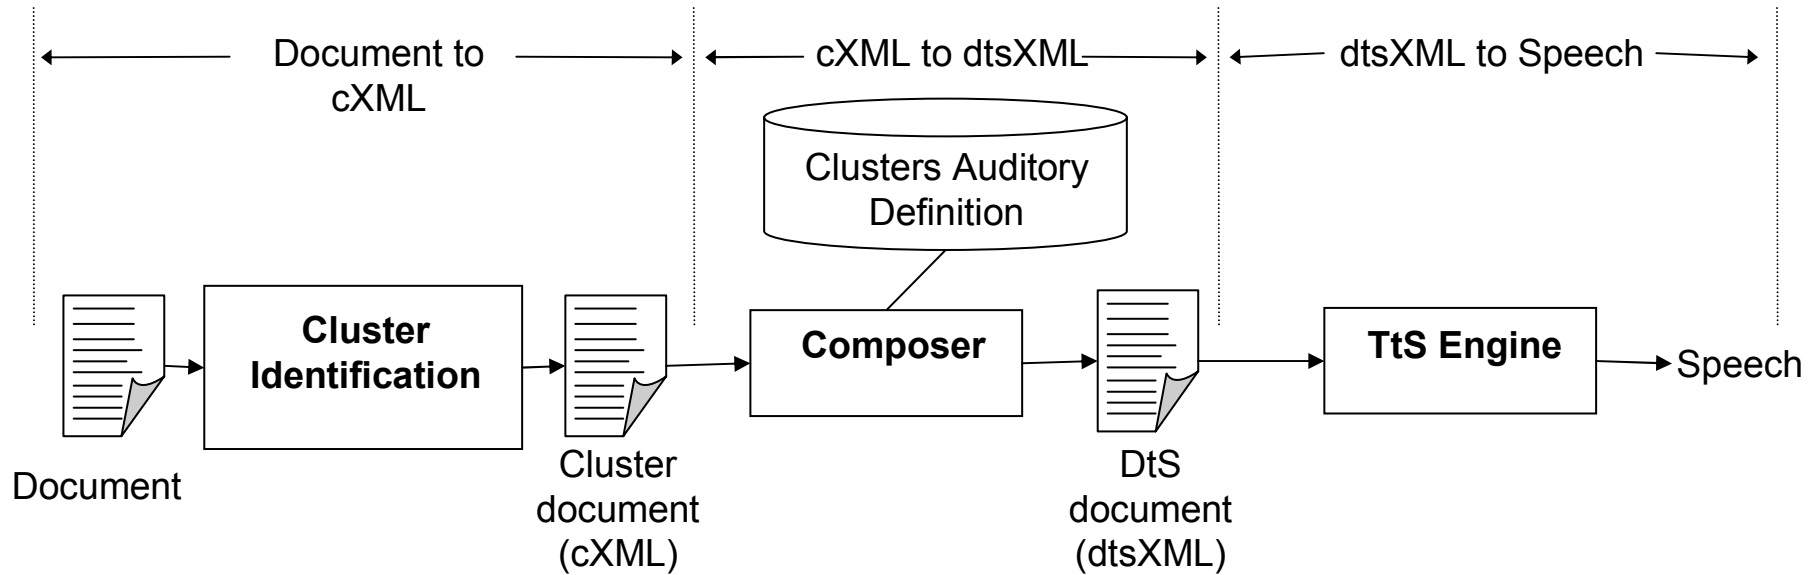 Document to
cXML
cXML to dtsXML
dtsXML to Speech
Clusters Auditory
Definition
Cluster
Identification
Composer
TtS Engine
Speech
Document
Cluster
document
(cXML)
DtS
document
(dtsXML)